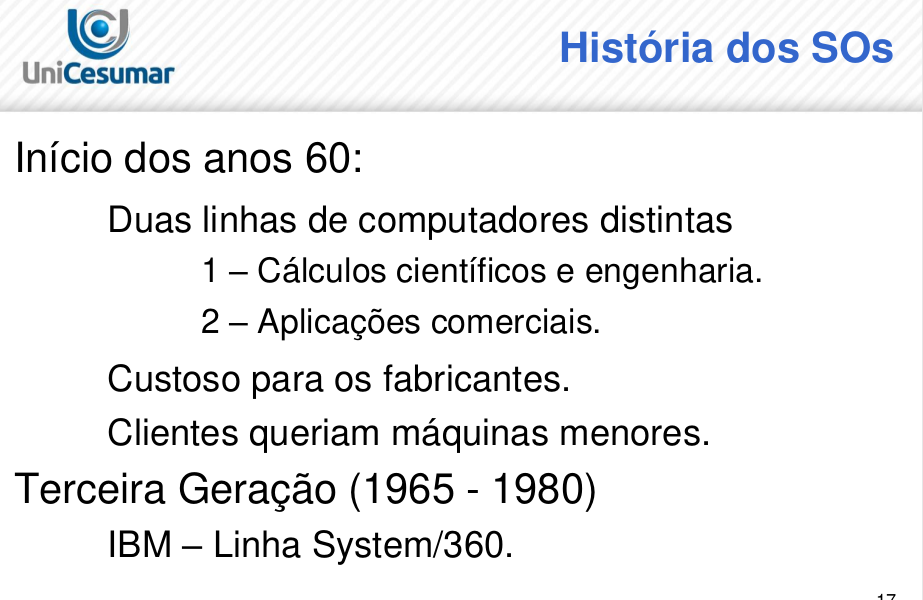 UniCesumar
História dos SOs
Início dos anos 60:
Duas linhas de computadores distintas
1 – Cálculos científicos e engenharia.
2 – Aplicações comerciais.
Custoso para os fabricantes.
Clientes queriam máquinas menores.
Terceira Geração (1965 - 1980)
IBM – Linha System/360.
17